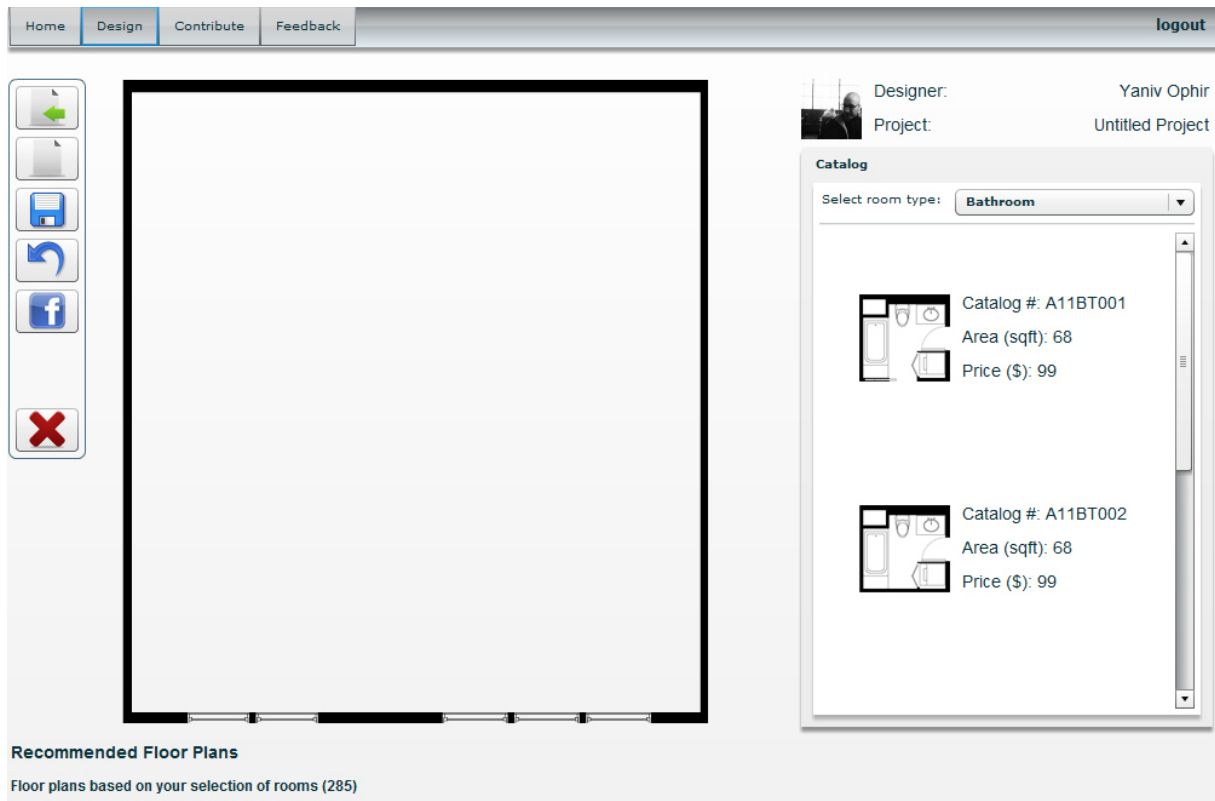 Home Design Contribute Feedback logout
Designer: Yaniv Ophir
Project: Untitled Project
Catalog
Select room type: Bathroom
Catalog #: A11BT001
Area (sqft): 68
Price ($): 99
Catalog #: A11BT002
Area (sqft): 68
Price ($): 99
f
Recommended Floor Plans
Floor plans based on your selection of rooms (285)